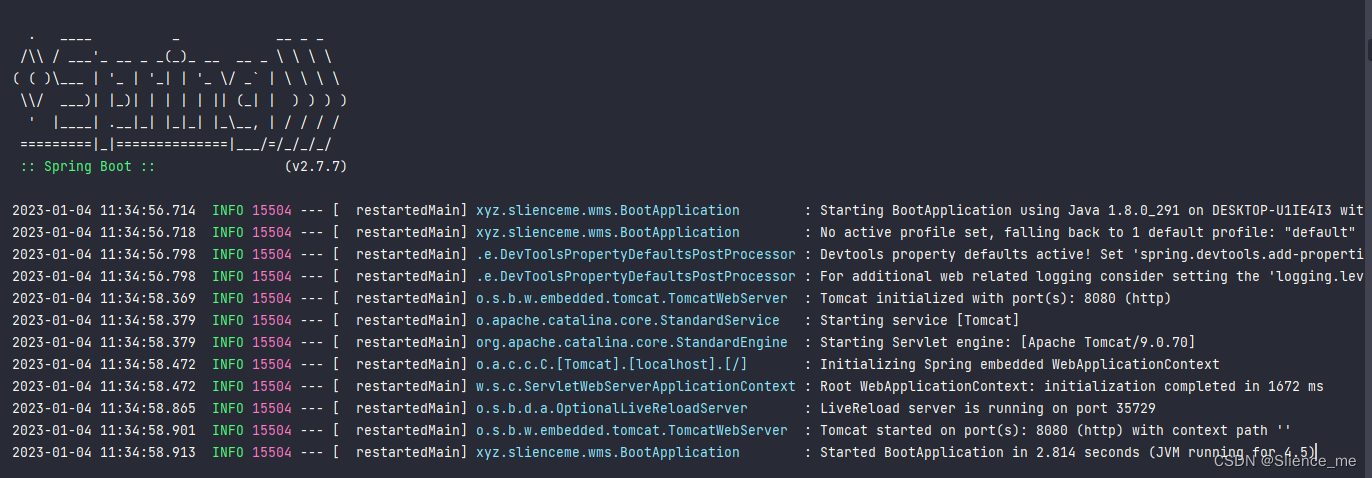 .   ____          _            __ _ _
 /\\ / ___'_ __ _ _(_)_ __  __ _ \ \ \ \
( ( )\___ | '_ | '_| | '_ \/ _` | \ \ \ \
 \\/  ___)| |_)| | | | | || (_| |  ) ) ) )
  '  |____| .__|_| |_|_| |_\__, | / / / /
 =========|_|==============|___/=/_/_/_/
 :: Spring Boot ::                (v2.7.7)
2023-01-04 11:34:56.714  INFO 15504 --- [  restartedMain] xyz.slienceme.wms.BootApplication        : Starting BootApplication using Java 1.8.0_291 on DESKTOP-U1IE4I3 wit
2023-01-04 11:34:56.718  INFO 15504 --- [  restartedMain] xyz.slienceme.wms.BootApplication        : No active profile set, falling back to 1 default profile: "default"
2023-01-04 11:34:56.798  INFO 15504 --- [  restartedMain] .e.DevToolsPropertyDefaultsPostProcessor : Devtools property defaults active! Set 'spring.devtools.add-properti
2023-01-04 11:34:56.798  INFO 15504 --- [  restartedMain] .e.DevToolsPropertyDefaultsPostProcessor : For additional web related logging consider setting the 'logging.lev
2023-01-04 11:34:58.369  INFO 15504 --- [  restartedMain] o.s.b.w.embedded.tomcat.TomcatWebServer  : Tomcat initialized with port(s): 8080 (http)
2023-01-04 11:34:58.379  INFO 15504 --- [  restartedMain] o.apache.catalina.core.StandardService   : Starting service [Tomcat]
2023-01-04 11:34:58.379  INFO 15504 --- [  restartedMain] org.apache.catalina.core.StandardEngine  : Starting Servlet engine: [Apache Tomcat/9.0.70]
2023-01-04 11:34:58.472  INFO 15504 --- [  restartedMain] o.a.c.c.C.[Tomcat].[localhost].[/]       : Initializing Spring embedded WebApplicationContext
2023-01-04 11:34:58.472  INFO 15504 --- [  restartedMain] w.s.c.ServletWebServerApplicationContext : Root WebApplicationContext: initialization completed in 1672 ms
2023-01-04 11:34:58.865  INFO 15504 --- [  restartedMain] o.s.b.d.a.OptionalLiveReloadServer       : LiveReload server is running on port 35729
2023-01-04 11:34:58.901  INFO 15504 --- [  restartedMain] o.s.b.w.embedded.tomcat.TomcatWebServer  : Tomcat started on port(s): 8080 (http) with context path ''
2023-01-04 11:34:58.913  INFO 15504 --- [  restartedMain] xyz.slienceme.wms.BootApplication        : Started BootApplication in 2.814 seconds (JVM running for 4.5)
CSDN @Slience_me